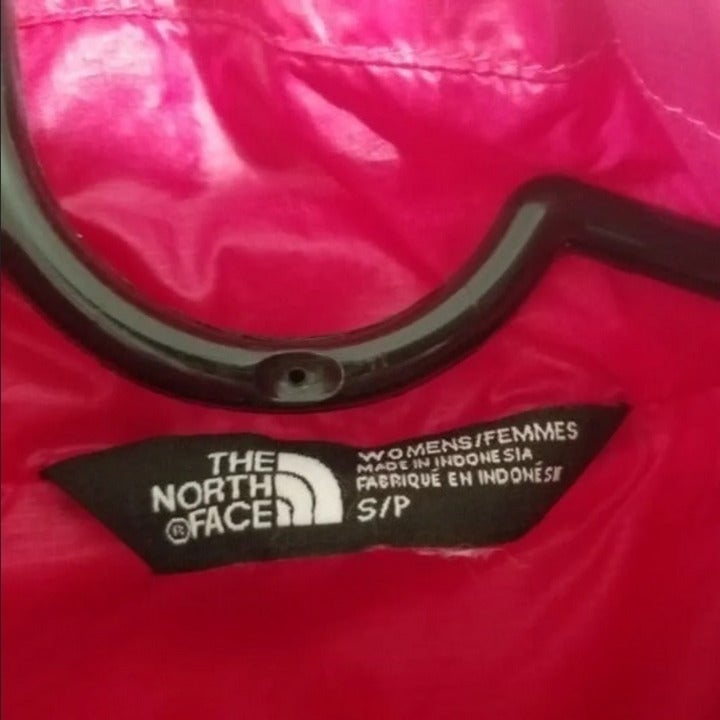 THE
NORTH
®FACE
WOMENS/FEMMES
MADE IN INDONESIA
FABRIQUÉ EN INDONÉSIE
S/P